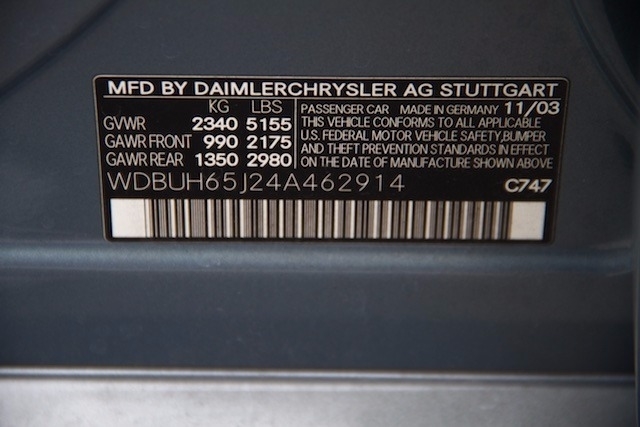 MFD BY DAIMLERCHRYSLER AG STUTTGART
KG LBS
GVWR 2340 5155
GAWR FRONT 990 2175
GAWR REAR 1350 2980
PASSENGER CAR MADE IN GERMANY 11/03
THIS VEHICLE CONFORMS TO ALL APPLICABLE
U.S. FEDERAL MOTOR VEHICLE SAFETY,BUMPER
AND THEFT PREVENTION STANDARDS IN EFFECT
ON THE DATE OF MANUFACTURE SHOWN ABOVE
WDBUH65J24A462914 C747